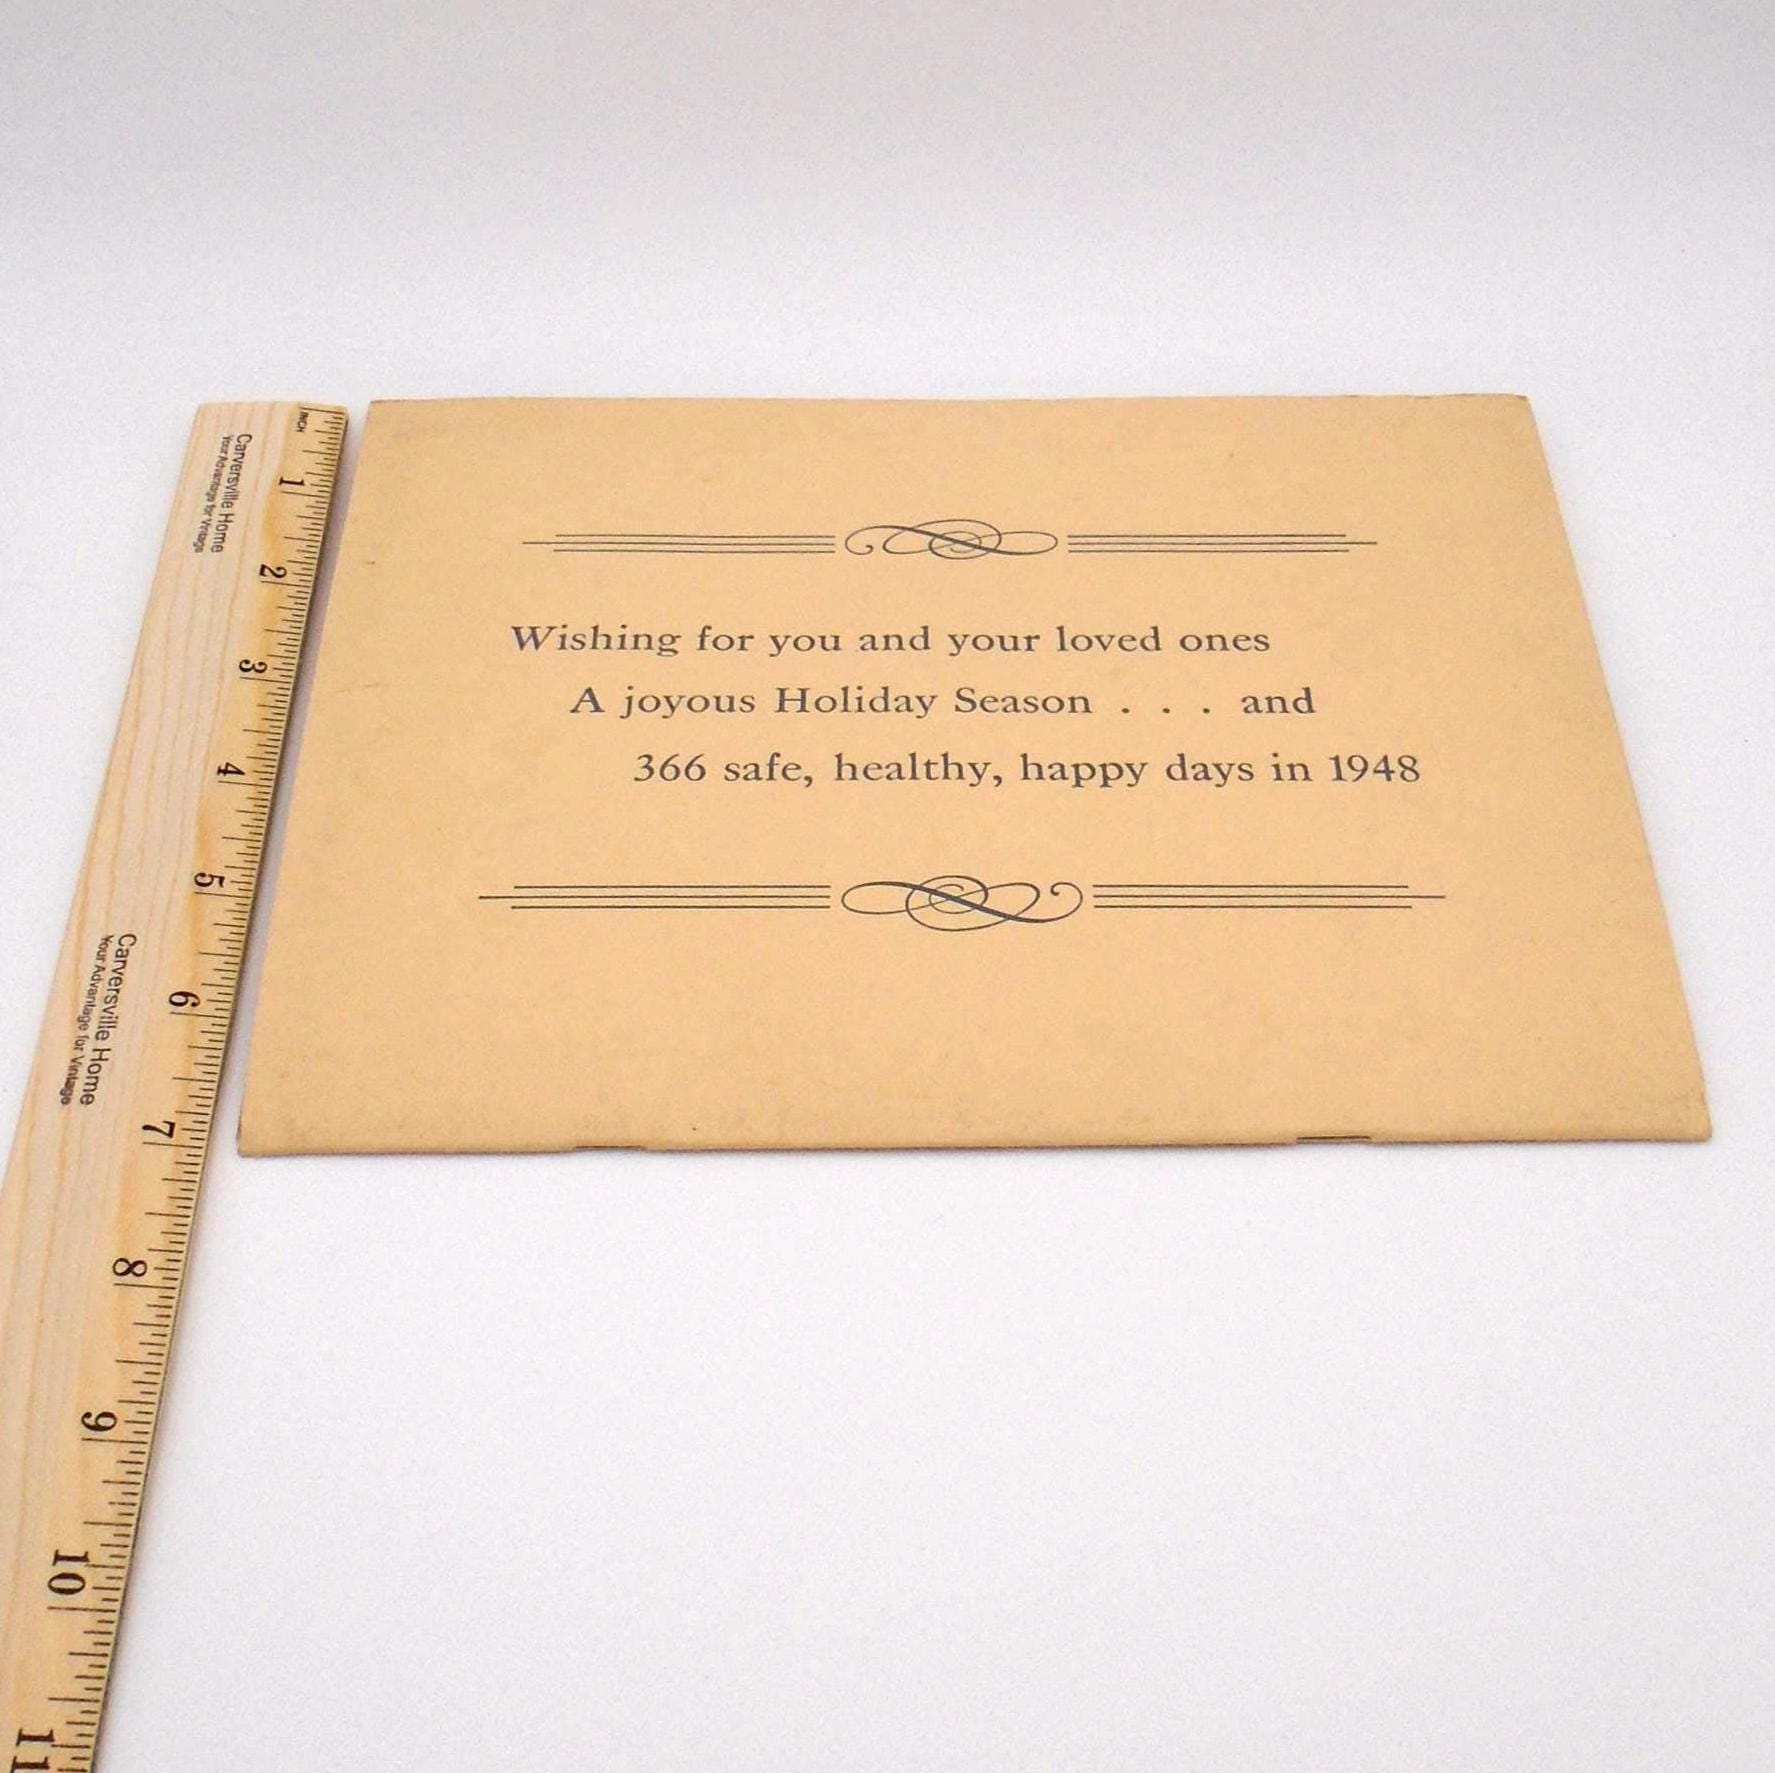 Wishing for you and your loved ones
A joyous Holiday Season . . . and
366 safe, healthy, happy days in 1948
INCH
Carversville Home
Your Advantage for Vintage
Carversville Home
Your Advantage for Vintage
1
2
3
4
5
6
7
8
9
10
11